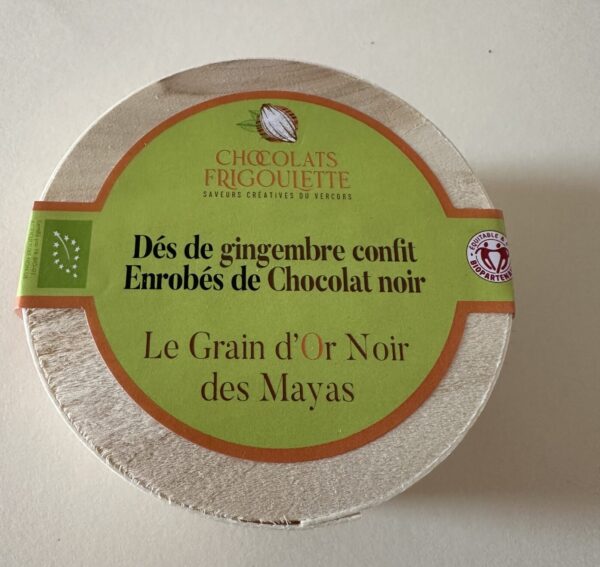 CHOCOLATS
FRIGOULETTE
SAVEURS CRÉATIVES DU VERCORS
Dés de gingembre confit
Enrobés de Chocolat noir
Le Grain d'Or Noir
des Mayas
ÉQUITABLE